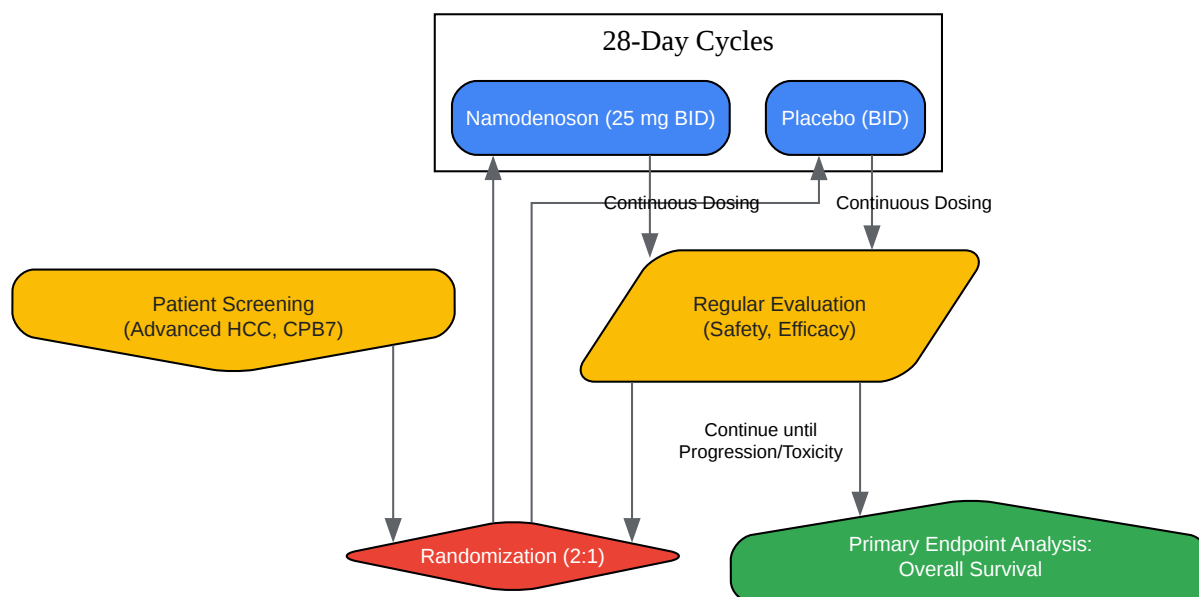 28-Day Cycles
Namodenoson (25 mg BID)
Placebo (BID)
Continuous Dosing
Continuous Dosing
Patient Screening
(Advanced HCC, CPB7)
Regular Evaluation
(Safety, Efficacy)
Continue until
Progression/Toxicity
Randomization (2:1)
Primary Endpoint Analysis:
Overall Survival